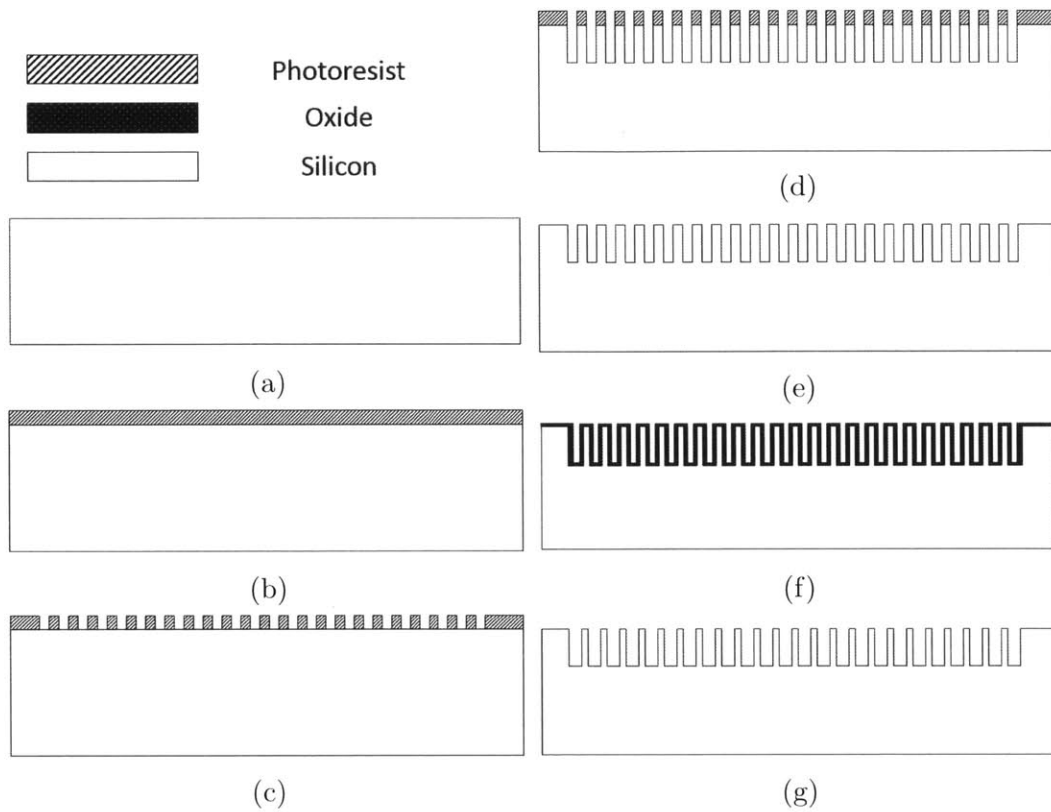 Photoresist
Oxide
Silicon
(a)
(b)
(c)
(d)
(e)
(f)
(g)